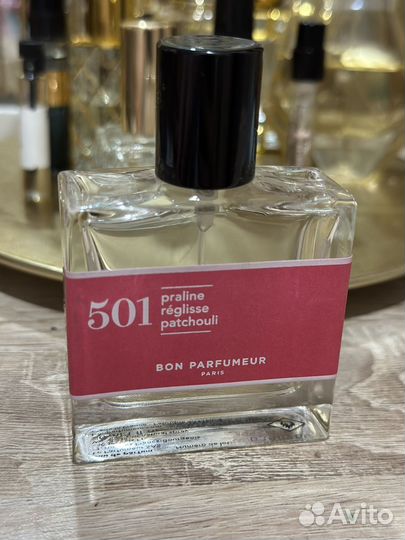 501
praline
réglisse
patchouli
BON PARFUMEUR
PARIS
Avito